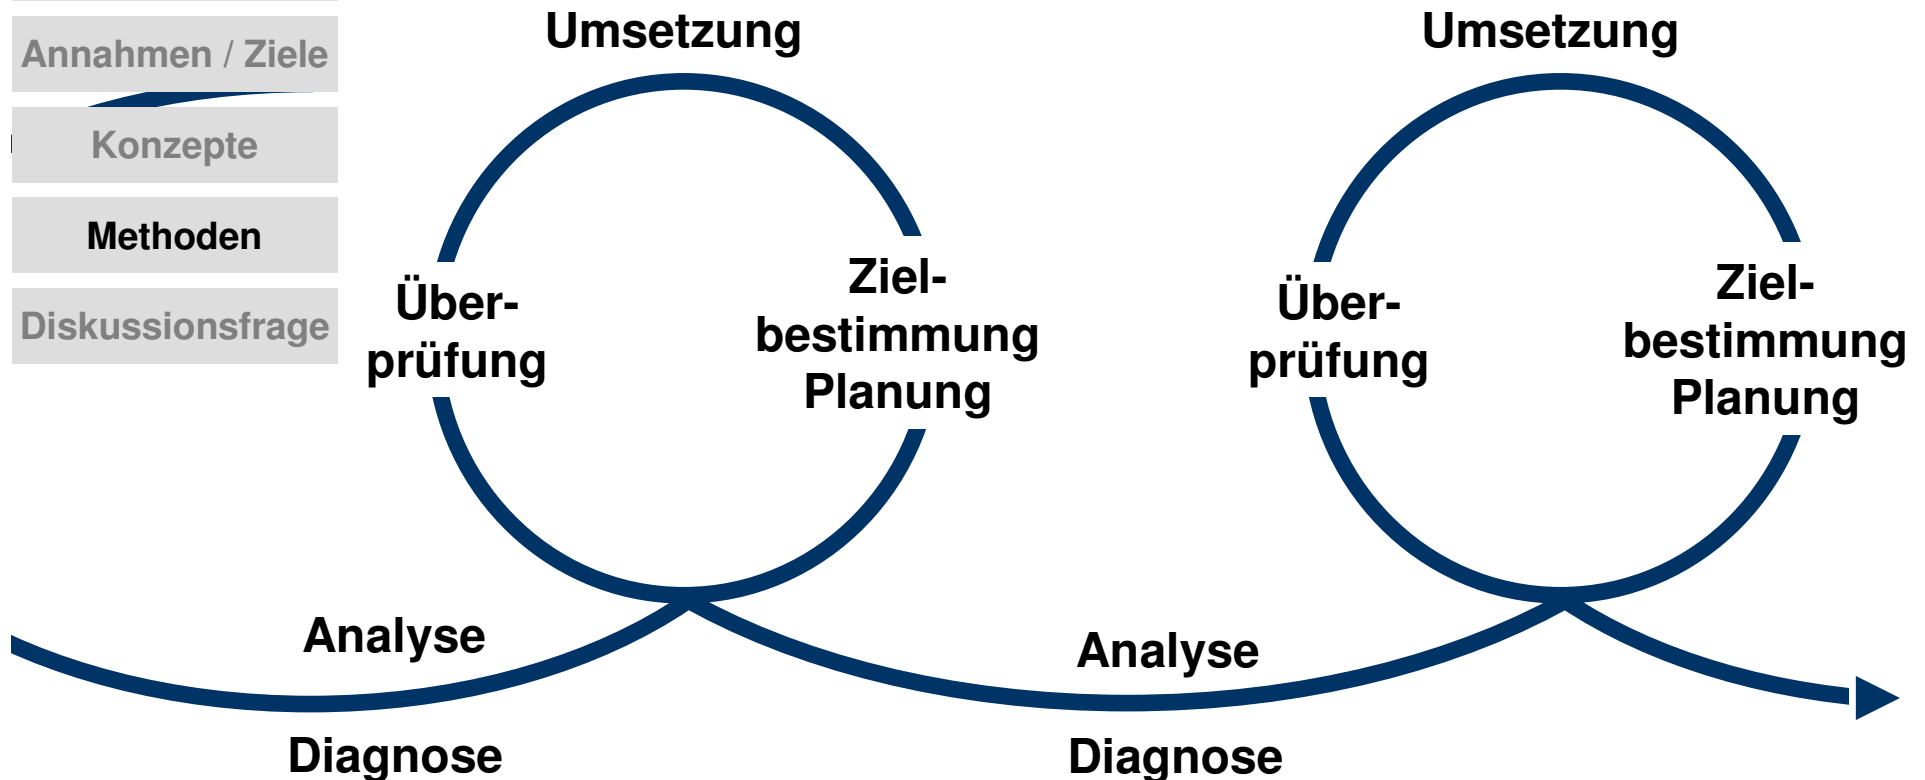 Annahmen / Ziele
Konzepte
Methoden
Diskussionsfrage
Umsetzung
Über-
prüfung
Ziel-
bestimmung
Planung
Analyse
Diagnose
Umsetzung
Über-
prüfung
Ziel-
bestimmung
Planung
Analyse
Diagnose